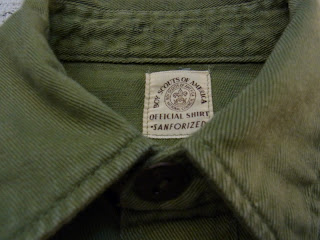 BOY SCOUTS OF AMERICA
OFFICIAL SHIRT
"SANFORIZED